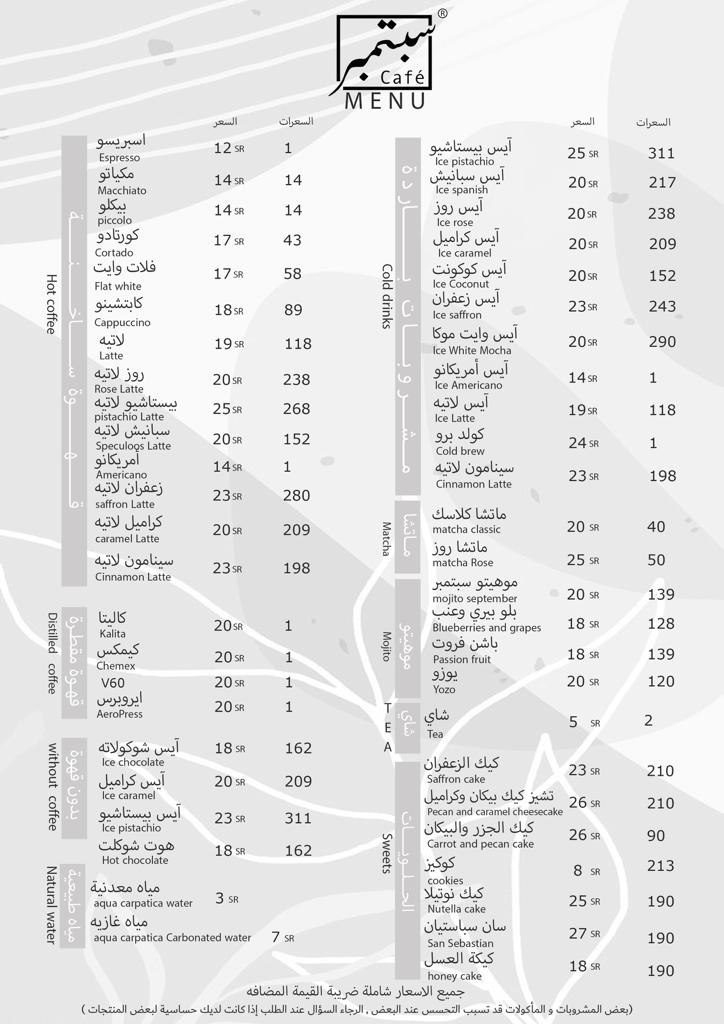 سبتمبر ®
Café
MENU
السعر السعرات
Hot coffee
قهوة ساخنة
اسبريسو
Espresso 12 SR 1
مكياتو
Macchiato 14 SR 14
بيكلو
piccolo 14 SR 14
كورتادو
Cortado 17 SR 43
فلات وايت
Flat white 17 SR 58
كابتشينو
Cappuccino 18 SR 89
لاتيه
Latte 19 SR 118
روز لاتيه
Rose Latte 20 SR 238
بيستاشيو لاتيه
pistachio Latte 25 SR 268
سبانيش لاتيه
Speculoos Latte 20 SR 152
أمريكانو
Americano 14 SR 1
زعفران لاتيه
saffron Latte 23 SR 280
كراميل لاتيه
caramel Latte 20 SR 209
سينامون لاتيه
Cinnamon Latte 23 SR 198
Distilled coffee
قهوة مقطرة
كاليتا
Kalita 20 SR 1
كيمكس
Chemex 20 SR 1
V60 20 SR 1
ايروبرس
AeroPress 20 SR 1
without coffee
بدون قهوة
آيس شوكولاته
Ice chocolate 18 SR 162
آيس كراميل
Ice caramel 20 SR 209
آيس بيستاشيو
Ice pistachio 23 SR 311
هوت شوكلت
Hot chocolate 18 SR 162
Natural water
مياه طبيعية
مياه معدنية
aqua carpatica water 3 SR
مياه غازيه
aqua carpatica Carbonated water 7 SR
السعر السعرات
Cold drinks
مشروبات باردة
آيس بيستاشيو
Ice pistachio 25 SR 311
آيس سبانيش
Ice spanish 20 SR 217
آيس روز
Ice rose 20 SR 238
آيس كراميل
Ice caramel 20 SR 209
آيس كوكونت
Ice Coconut 20 SR 152
آيس زعفران
Ice saffron 23 SR 243
آيس وايت موكا
Ice White Mocha 20 SR 290
آيس أمريكانو
Ice Americano 14 SR 1
آيس لاتيه
Ice Latte 19 SR 118
كولد برو
Cold brew 24 SR 1
سينامون لاتيه
Cinnamon Latte 23 SR 198
Matcha
ماتشا
ماتشا كلاسك
matcha classic 20 SR 40
ماتشا روز
matcha Rose 25 SR 50
Mojito
موهيتو
موهيتو سبتمبر
mojito september 20 SR 139
بلو بيري وعنب
Blueberries and grapes 18 SR 128
باشن فروت
Passion fruit 18 SR 139
يوزو
Yozo 20 SR 120
TEA
شاي
شاي
Tea 5 SR 2
Sweets
الحلويات
كيك الزعفران
Saffron cake 23 SR 210
تشيز كيك بيكان وكراميل
Pecan and caramel cheesecake 26 SR 210
كيك الجزر والبيكان
Carrot and pecan cake 26 SR 90
كوكيز
cookies 8 SR 213
كيك نوتيلا
Nutella cake 25 SR 190
سان سباستيان
San Sebastian 27 SR 190
كيكة العسل
honey cake 18 SR 190
جميع الاسعار شاملة ضريبة القيمة المضافه
(بعض المشروبات و المأكولات قد تسبب التحسس عند البعض , الرجاء السؤال عند الطلب إذا كانت لديك حساسية لبعض المنتجات )